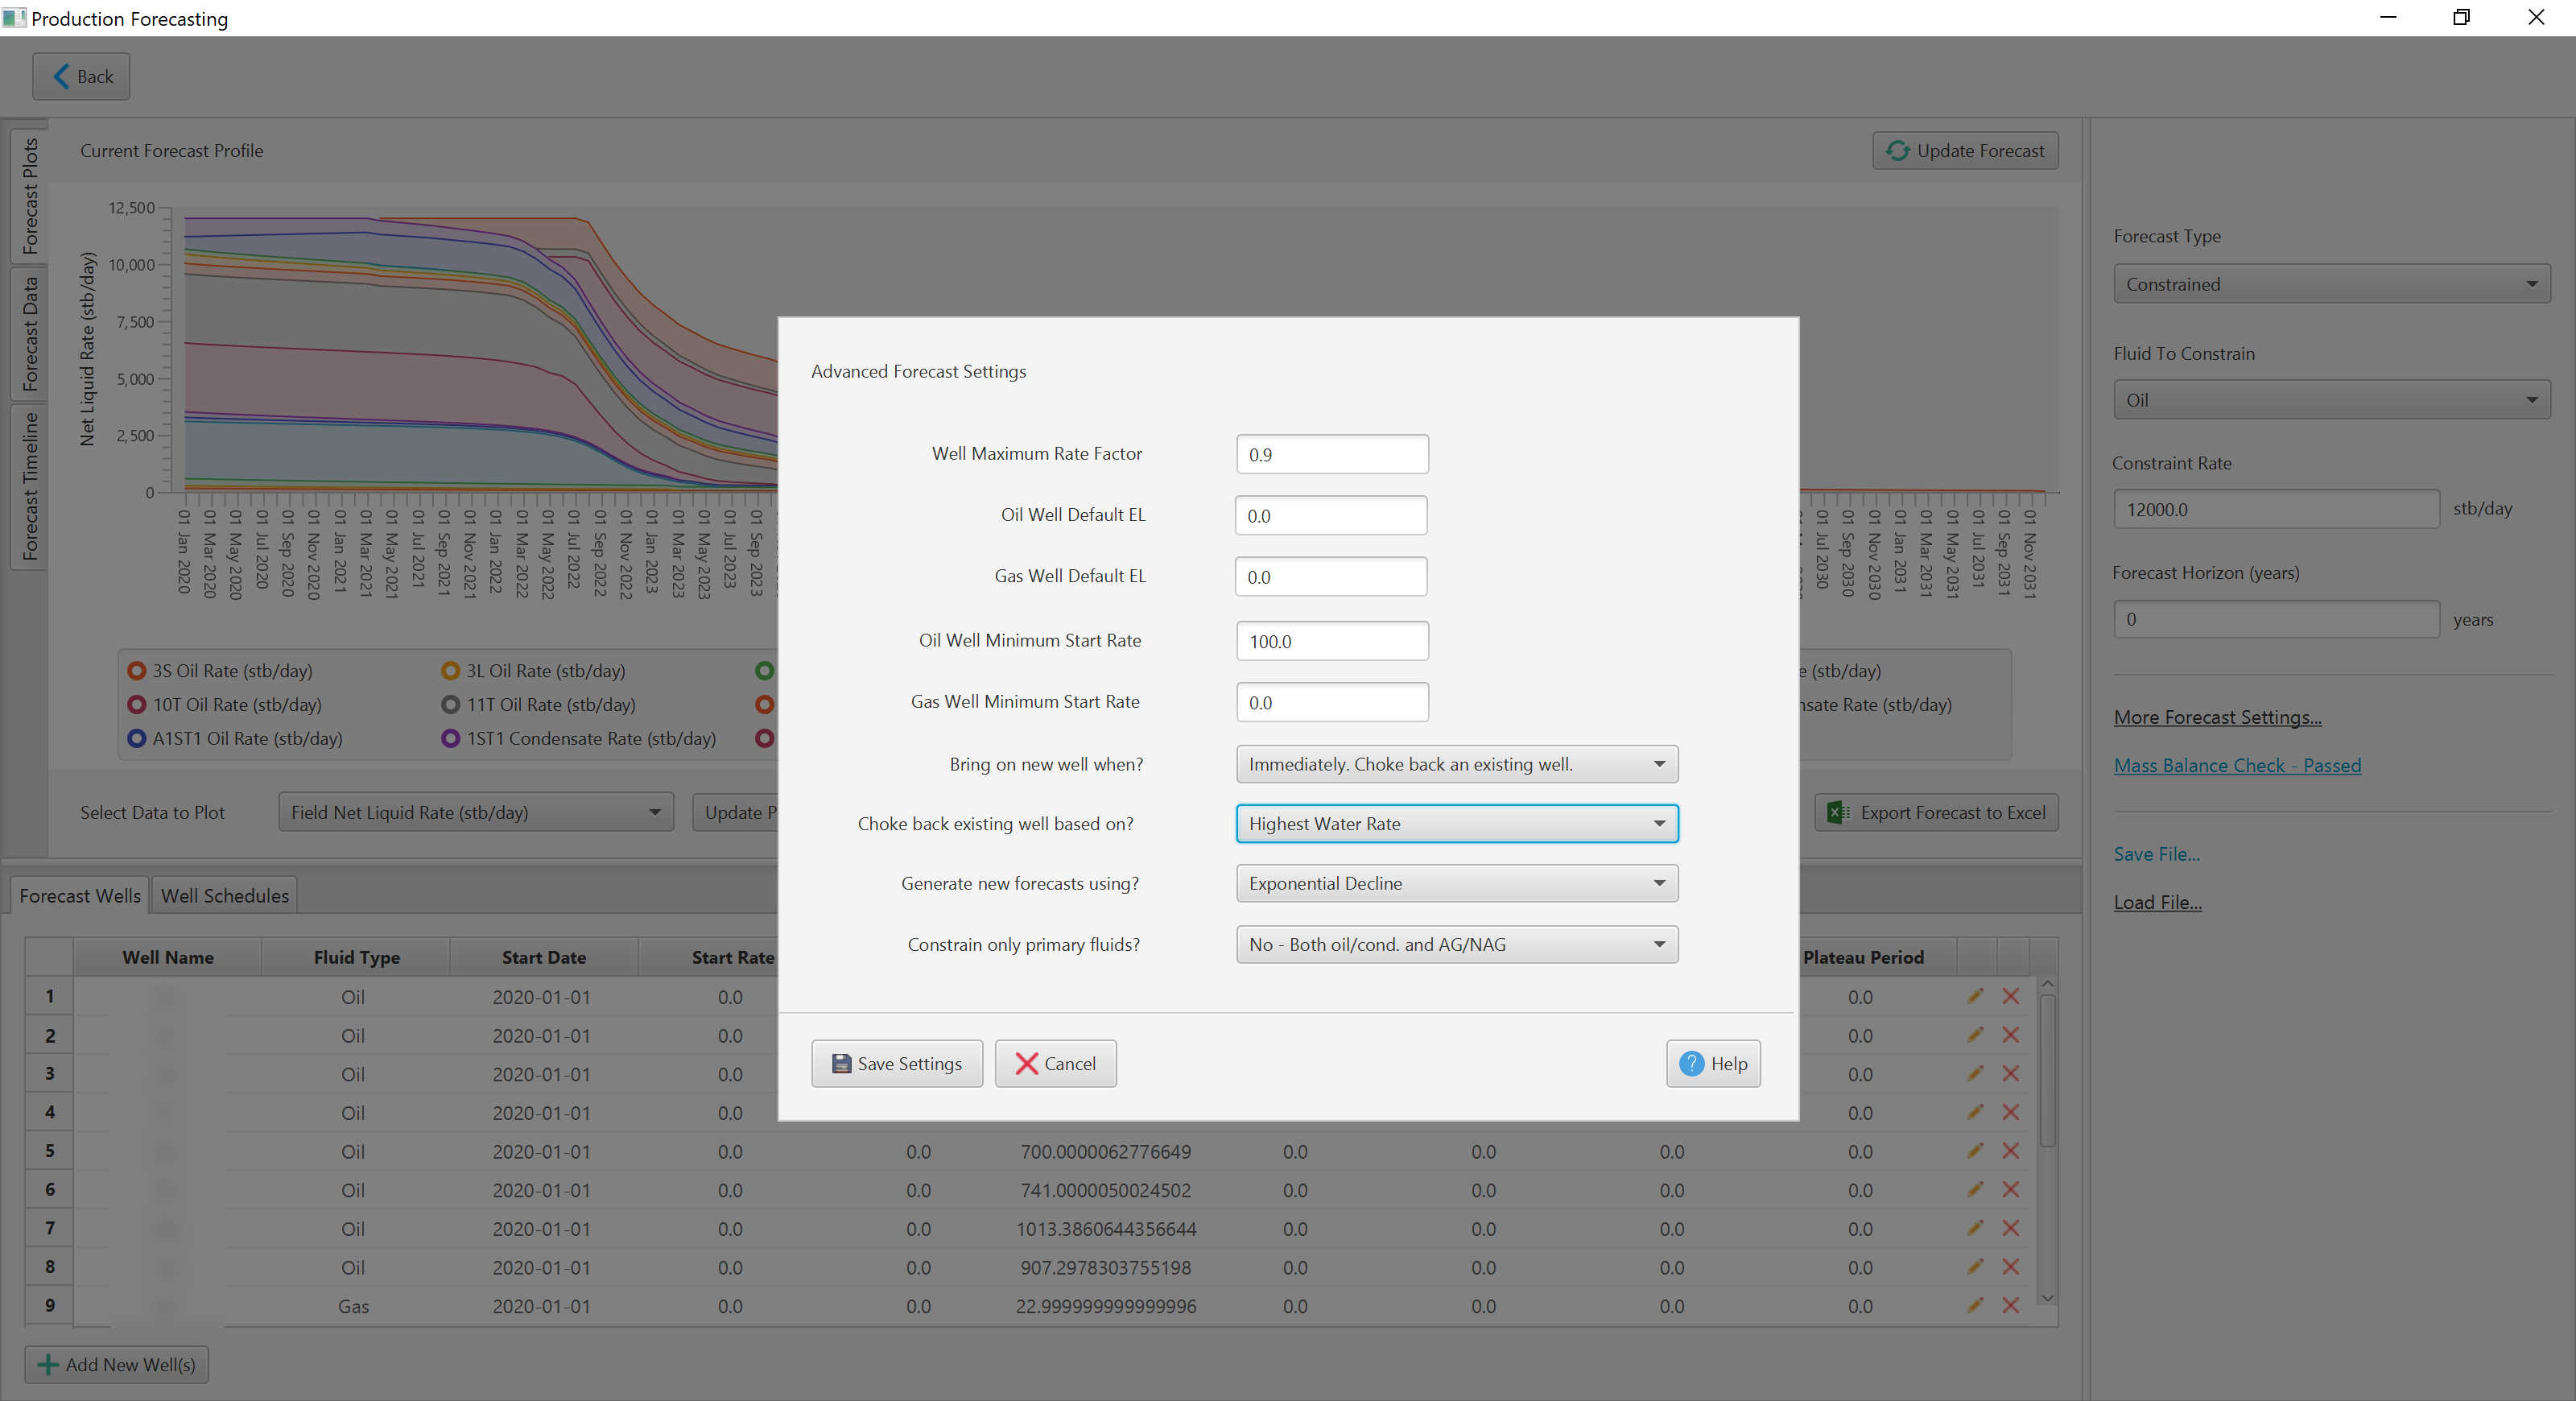 Production Forecasting
Back
Forecast Plots
Forecast Data
Forecast Timeline
Current Forecast Profile
Update Forecast
Net Liquid Rate (stb/day)
12,500
10,000
7,500
5,000
2,500
0
01 Jan 2020
01 Mar 2020
01 May 2020
01 Jul 2020
01 Sep 2020
01 Nov 2020
01 Jan 2021
01 Mar 2021
01 May 2021
01 Jul 2021
01 Sep 2021
01 Nov 2021
01 Jan 2022
01 Mar 2022
01 May 2022
01 Jul 2022
01 Sep 2022
01 Nov 2022
01 Jan 2023
01 Mar 2023
01 May 2023
01 Jul 2023
01 Sep 2023
01 Jul 2030
01 Sep 2030
01 Nov 2030
01 Jan 2031
01 Mar 2031
01 May 2031
01 Jul 2031
01 Sep 2031
01 Nov 2031
3S Oil Rate (stb/day)
3L Oil Rate (stb/day)
(stb/day)
10T Oil Rate (stb/day)
11T Oil Rate (stb/day)
Rate (stb/day)
A1ST1 Oil Rate (stb/day)
1ST1 Condensate Rate (stb/day)
Select Data to Plot
Field Net Liquid Rate (stb/day)
Update
Export Forecast to Excel
Forecast Type
Constrained
Fluid To Constrain
Oil
Constraint Rate
12000.0 stb/day
Forecast Horizon (years)
0 years
More Forecast Settings...
Mass Balance Check - Passed
Save File...
Load File...
Advanced Forecast Settings
Well Maximum Rate Factor 0.9
Oil Well Default EL 0.0
Gas Well Default EL 0.0
Oil Well Minimum Start Rate 100.0
Gas Well Minimum Start Rate 0.0
Bring on new well when? Immediately. Choke back an existing well.
Choke back existing well based on? Highest Water Rate
Generate new forecasts using? Exponential Decline
Constrain only primary fluids? No - Both oil/cond. and AG/NAG
Save Settings
Cancel
Help
Forecast Wells
Well Schedules
Well Name Fluid Type Start Date Start Rate Plateau Period
1 Oil 2020-01-01 0.0 0.0
2 Oil 2020-01-01 0.0 0.0
3 Oil 2020-01-01 0.0 0.0
4 Oil 2020-01-01 0.0 0.0
5 Oil 2020-01-01 0.0 0.0 700.0000062776649 0.0 0.0 0.0 0.0
6 Oil 2020-01-01 0.0 0.0 741.0000050024502 0.0 0.0 0.0 0.0
7 Oil 2020-01-01 0.0 0.0 1013.3860644356644 0.0 0.0 0.0 0.0
8 Oil 2020-01-01 0.0 0.0 907.2978303755198 0.0 0.0 0.0 0.0
9 Gas 2020-01-01 0.0 0.0 22.999999999999996 0.0 0.0 0.0 0.0
Add New Well(s)